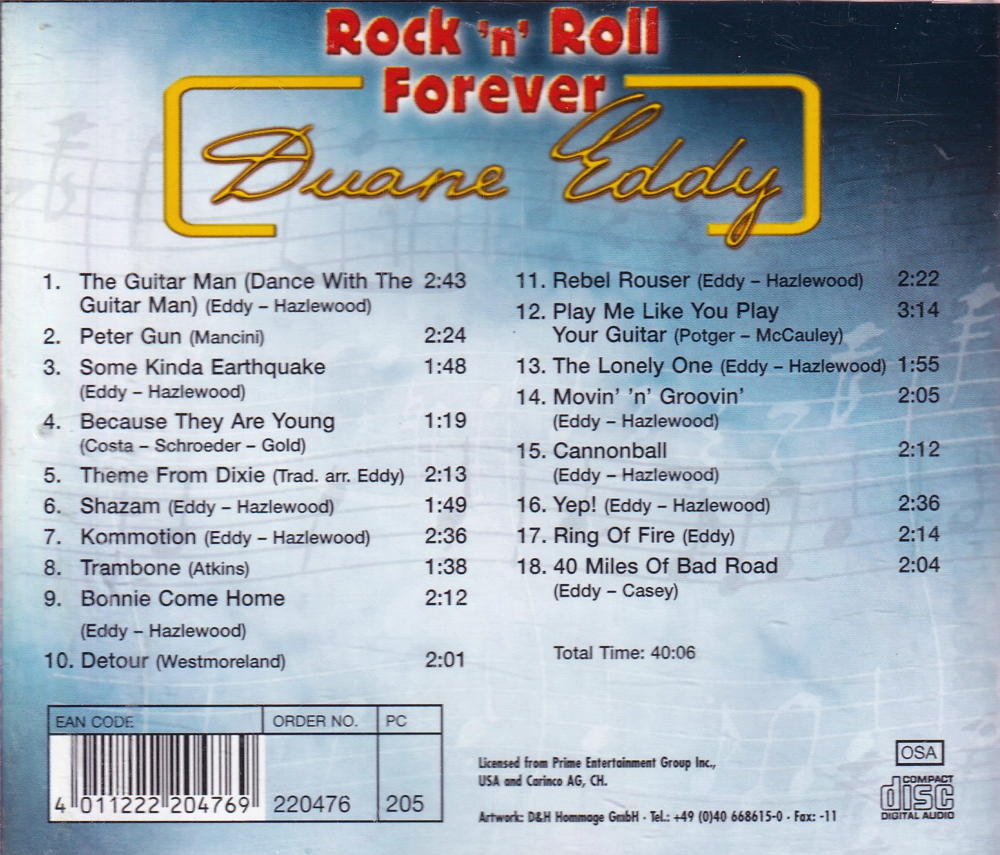 Rock 'n' Roll
Forever
Duane Eddy
1. The Guitar Man (Dance With The 2:43
Guitar Man) (Eddy – Hazlewood)
2. Peter Gun (Mancini) 2:24
3. Some Kinda Earthquake 1:48
(Eddy – Hazlewood)
4. Because They Are Young 1:19
(Costa – Schroeder – Gold)
5. Theme From Dixie (Trad. arr. Eddy) 2:13
6. Shazam (Eddy – Hazlewood) 1:49
7. Kommotion (Eddy – Hazlewood) 2:36
8. Trambone (Atkins) 1:38
9. Bonnie Come Home 2:12
(Eddy – Hazlewood)
10. Detour (Westmoreland) 2:01
11. Rebel Rouser (Eddy – Hazlewood) 2:22
12. Play Me Like You Play 3:14
Your Guitar (Potger – McCauley)
13. The Lonely One (Eddy – Hazlewood) 1:55
14. Movin' 'n' Groovin' 2:05
(Eddy – Hazlewood)
15. Cannonball 2:12
(Eddy – Hazlewood)
16. Yep! (Eddy – Hazlewood) 2:36
17. Ring Of Fire (Eddy) 2:14
18. 40 Miles Of Bad Road 2:04
(Eddy – Casey)
Total Time: 40:06
EAN CODE ORDER NO. PC
4 011222 204769 220476 205
Licensed from Prime Entertainment Group Inc.,
USA and Carinco AG, CH.
Artwork: D&H Hommage GmbH · Tel.: +49 (0)40 668615-0 · Fax: -11
OSA
COMPACT
disc
DIGITAL AUDIO